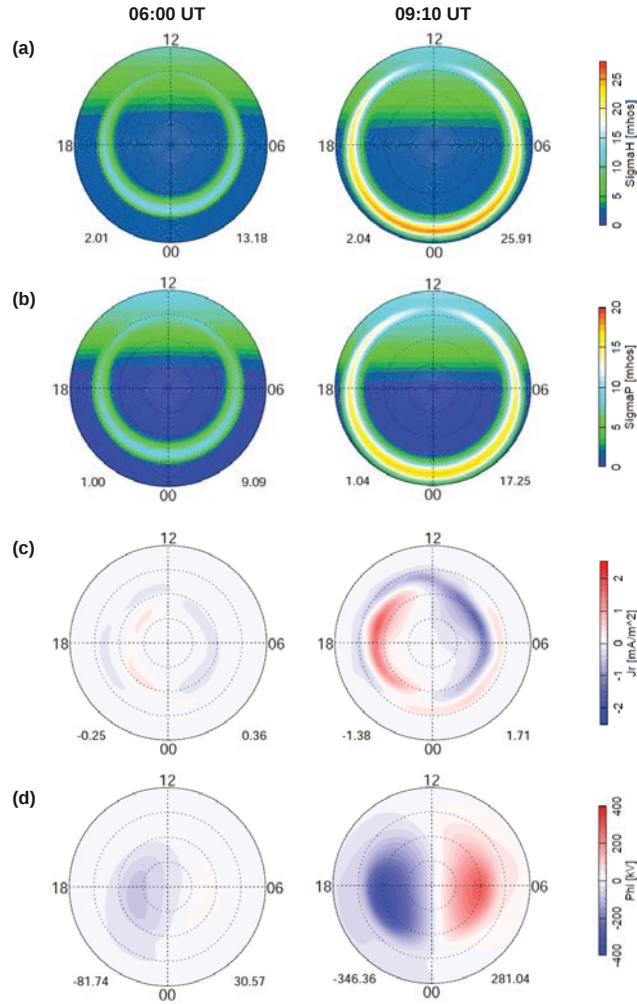 06:00 UT 09:10 UT
(a)
12 12
18 06 18 06
2.01 13.18 2.04 25.91
00 00
0 5 10 15 20 25
SigmaH [mhos]
(b)
12 12
18 06 18 06
1.00 9.09 1.04 17.25
00 00
0 5 10 15 20
SigmaP [mhos]
(c)
12 12
18 06 18 06
-0.25 0.36 -1.38 1.71
00 00
-2 -1 0 1 2
Jr [mA/m^2]
(d)
12 12
18 06 18 06
-81.74 30.57 -346.36 281.04
00 00
-400 -200 0 200 400
Phi [kV]